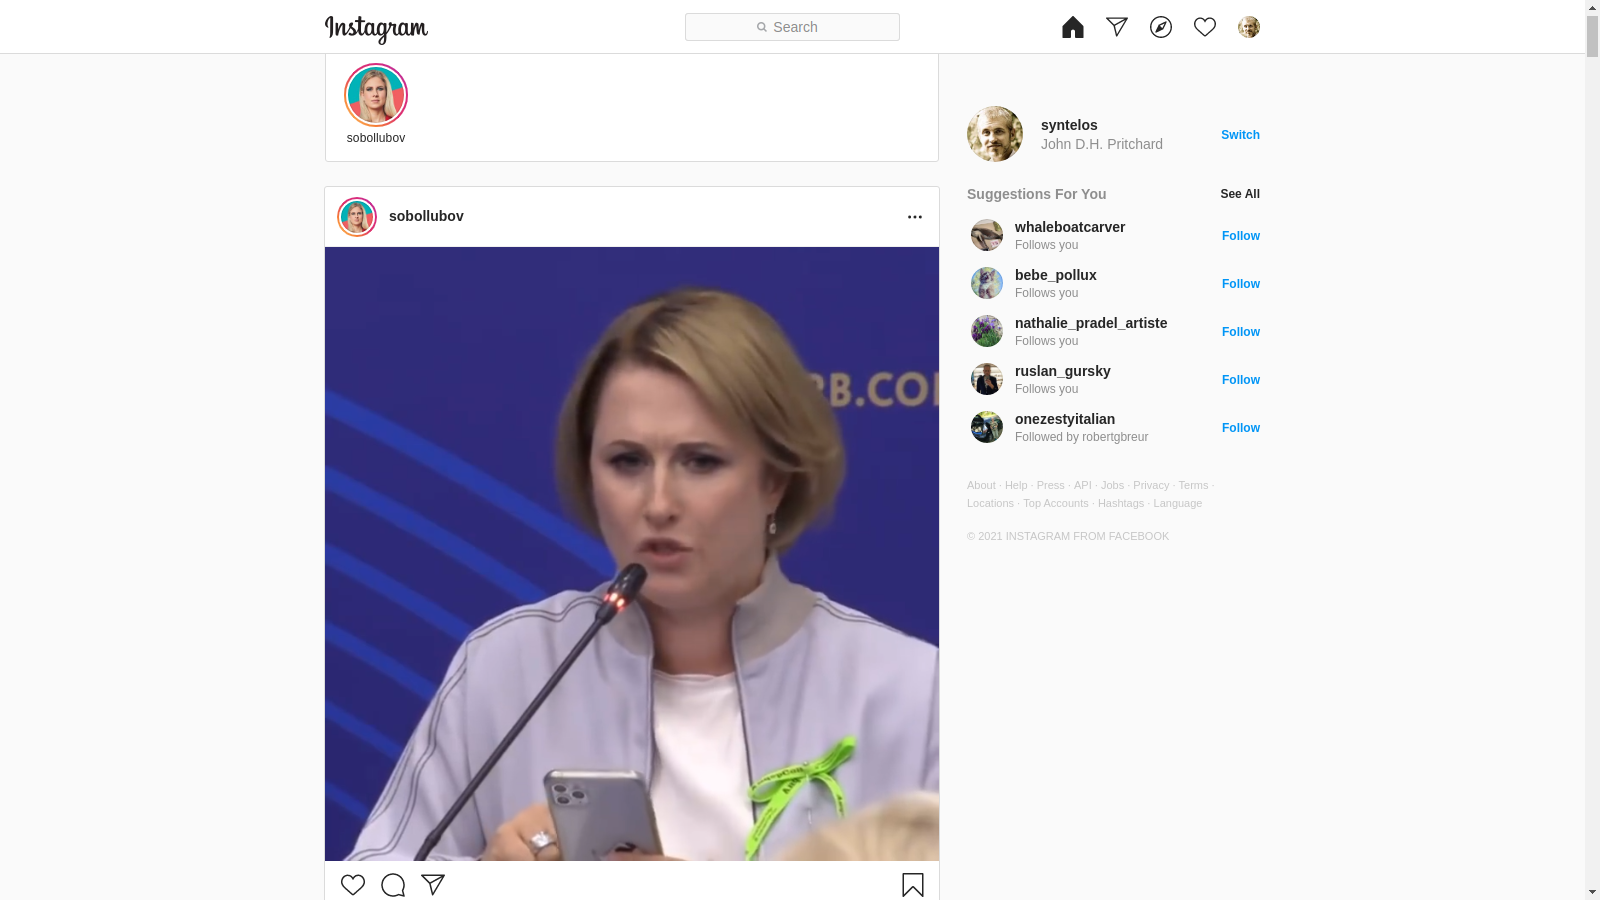 Instagram
Search
sobollubov
syntelos
John D.H. Pritchard
Switch
Suggestions For You
See All
sobollubov
whaleboatcarver
Follows you
Follow
bebe_pollux
Follows you
Follow
nathalie_pradel_artiste
Follows you
Follow
ruslan_gursky
Follows you
Follow
onezestyitalian
Followed by robertgbreur
Follow
B.CO
About · Help · Press · API · Jobs · Privacy · Terms ·
Locations · Top Accounts · Hashtags · Language
© 2021 INSTAGRAM FROM FACEBOOK